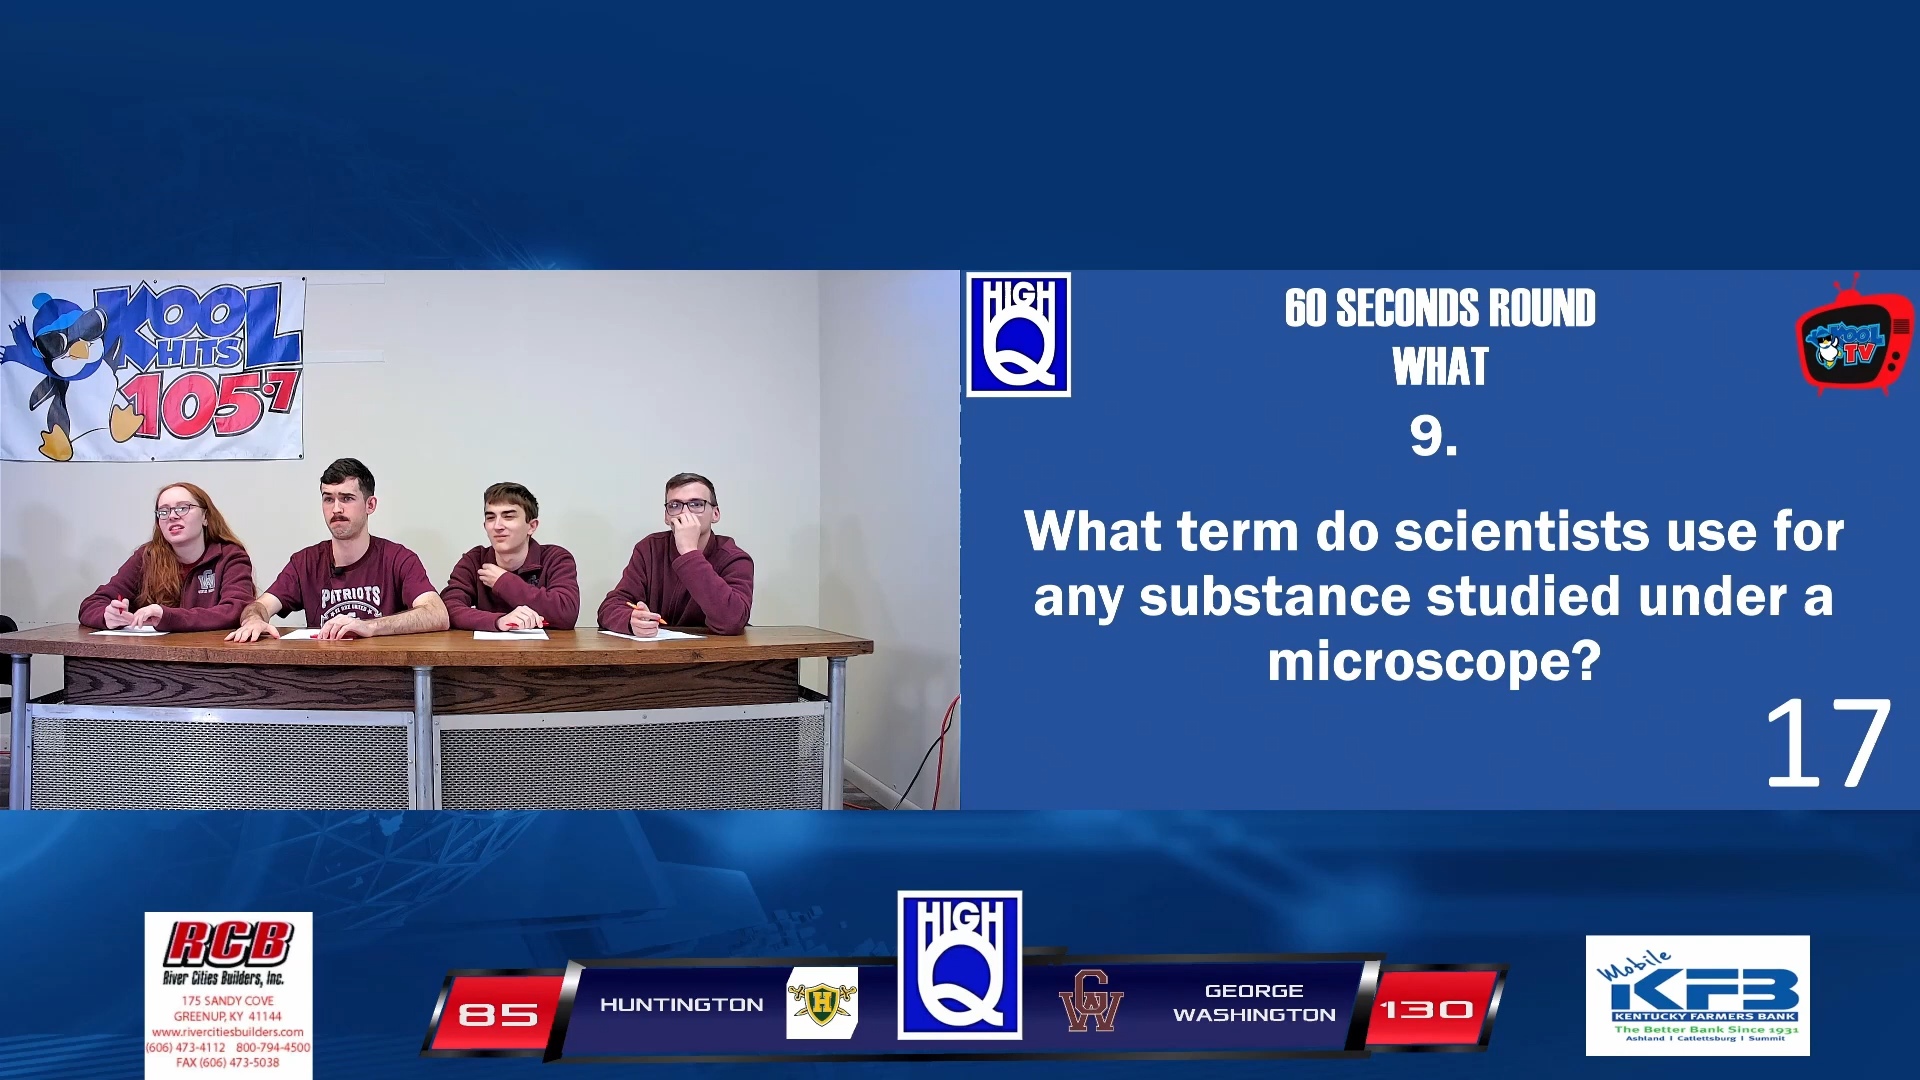 KOOL
HITS
105.7
PATRIOTS
HIGH
Q
60 SECONDS ROUND
WHAT
9.
What term do scientists use for
any substance studied under a
microscope?
17
KOOL
TV
RCB
River Cities Builders, Inc.
175 SANDY COVE
GREENUP, KY 41144
www.rivercitiesbuilders.com
(606) 473-4112 800-794-4500
FAX (606) 473-5038
85
HUNTINGTON
H
HIGH
Q
GW
GEORGE
WASHINGTON
130
Mobile
KFB
KENTUCKY FARMERS BANK
The Better Bank Since 1931
Ashland | Catlettsburg | Summit